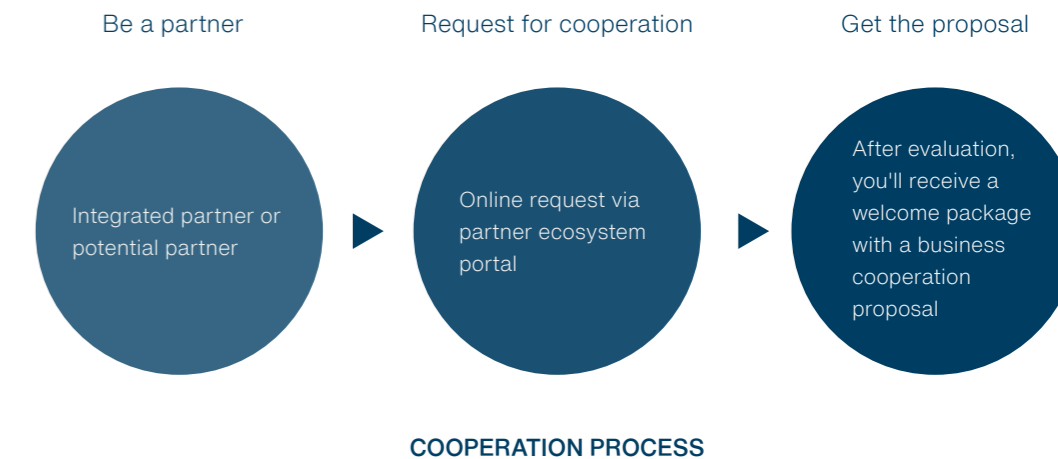 Be a partner
Request for cooperation
Get the proposal
Integrated partner or
potential partner
Online request via
partner ecosystem
portal
After evaluation,
you'll receive a
welcome package
with a business
cooperation
proposal
COOPERATION PROCESS